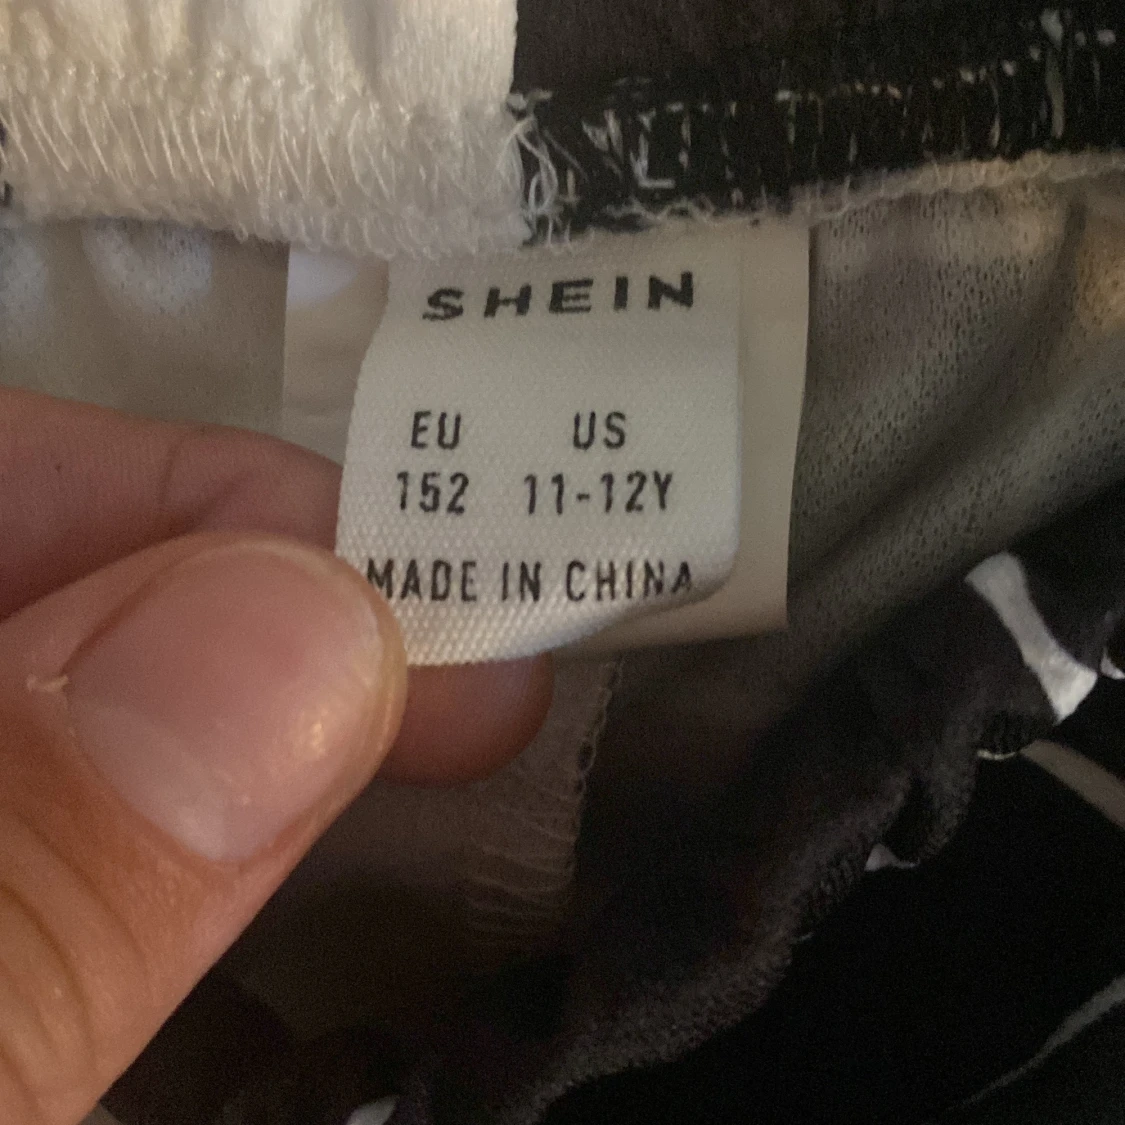 SHEIN
EU US
152 11-12Y
MADE IN CHINA